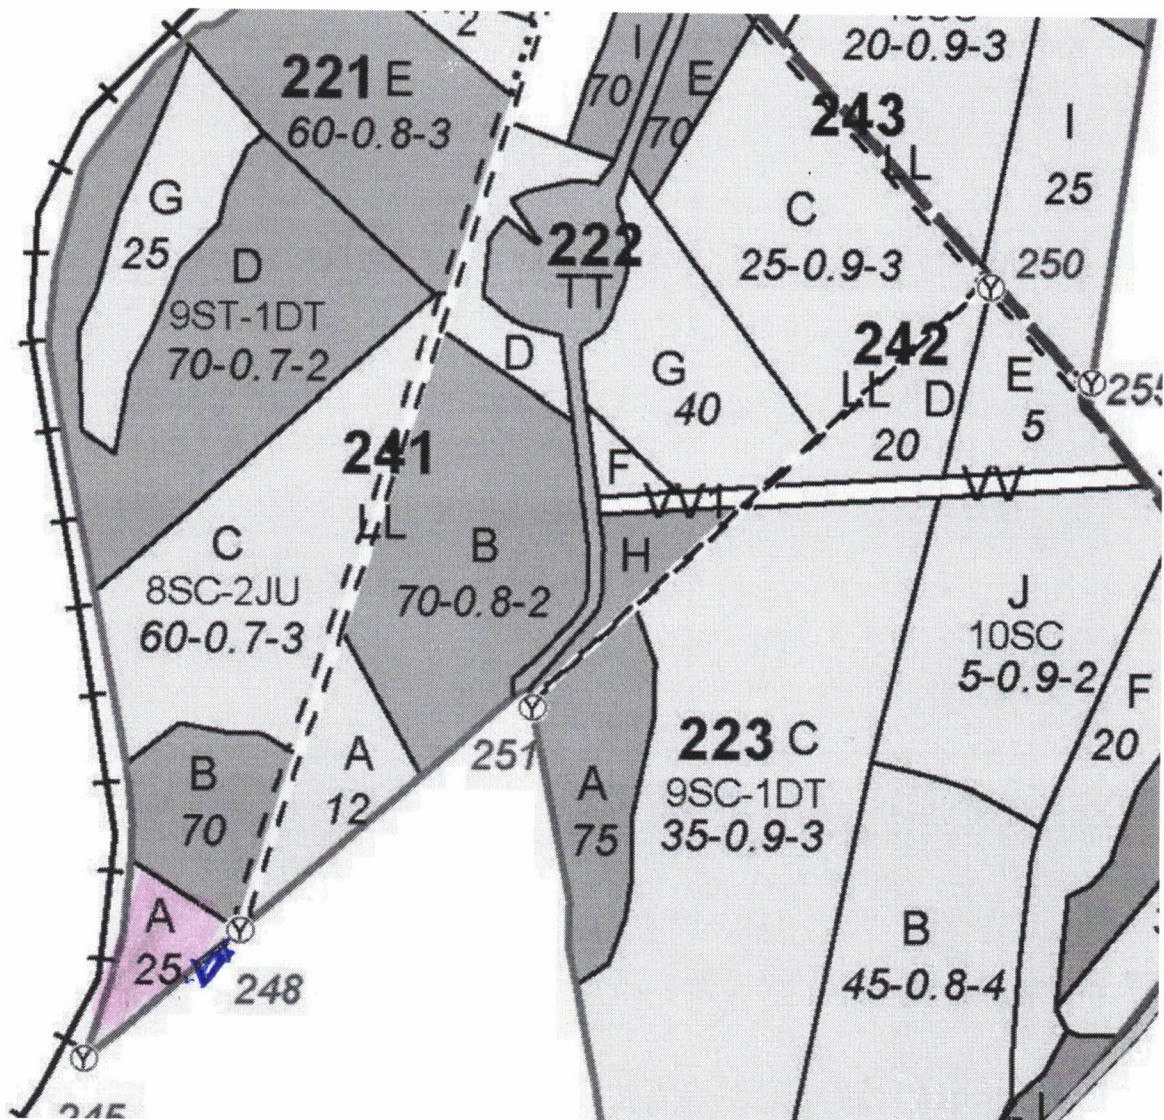 2
20-0.9-3
I
70
E
70
221 E
60-0.8-3
243
LL
I
25
G
25
C
25-0.9-3
D
9ST-1DT
70-0.7-2
222
TT
250
242
LL
D
20
E
5
255
D
G
40
241
LL
F
VV1
VV
C
8SC-2JU
60-0.7-3
B
70-0.8-2
H
J
10SC
5-0.9-2
F
20
251
223 C
9SC-1DT
35-0.9-3
A
12
B
70
A
75
A
25
248
B
45-0.8-4
245